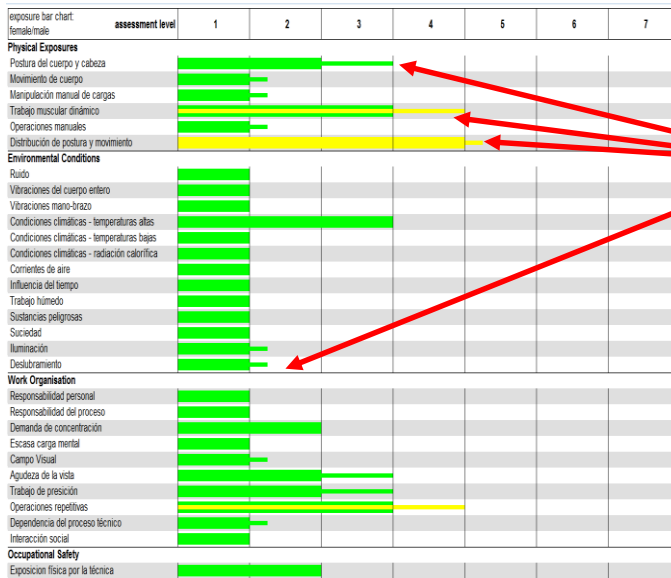 exposure bar chart: female/male assessment level 1 2 3 4 5 6 7
Physical Exposures
Postura del cuerpo y cabeza
Movimiento de cuerpo
Manipulación manual de cargas
Trabajo muscular dinámico
Operaciones manuales
Distribución de postura y movimiento
Environmental Conditions
Ruido
Vibraciones del cuerpo entero
Vibraciones mano-brazo
Condiciones climáticas - temperaturas altas
Condiciones climáticas - temperaturas bajas
Condiciones climáticas - radiación calorífica
Corrientes de aire
Influencia del tiempo
Trabajo húmedo
Sustancias peligrosas
Suciedad
Iluminación
Deslubramiento
Work Organisation
Responsabilidad personal
Responsabilidad del proceso
Demanda de concentración
Escasa carga mental
Campo Visual
Agudeza de la vista
Trabajo de presición
Operaciones repetitivas
Dependencia del proceso técnico
Interacción social
Occupational Safety
Exposicion física por la técnica